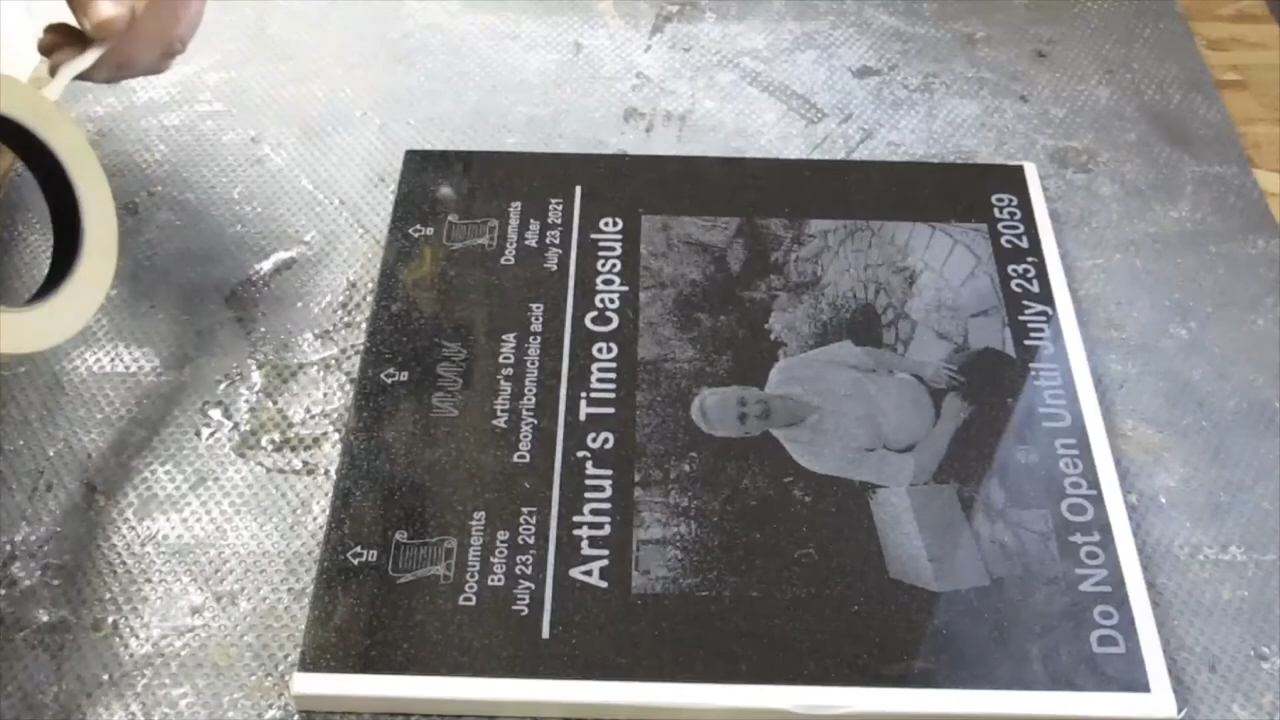 Documents
Before
July 23, 2021
Arthur's DNA
Deoxyribonucleic acid
Documents
After
July 23, 2021
Arthur's Time Capsule
Do Not Open Until July 23, 2059